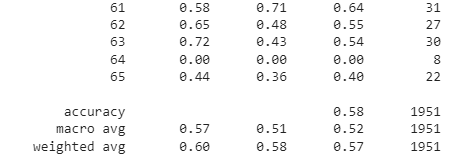 61 0.58 0.71 0.64 31
62 0.65 0.48 0.55 27
63 0.72 0.43 0.54 30
64 0.00 0.00 0.00 8
65 0.44 0.36 0.40 22
accuracy 0.58 1951
macro avg 0.57 0.51 0.52 1951
weighted avg 0.60 0.58 0.57 1951